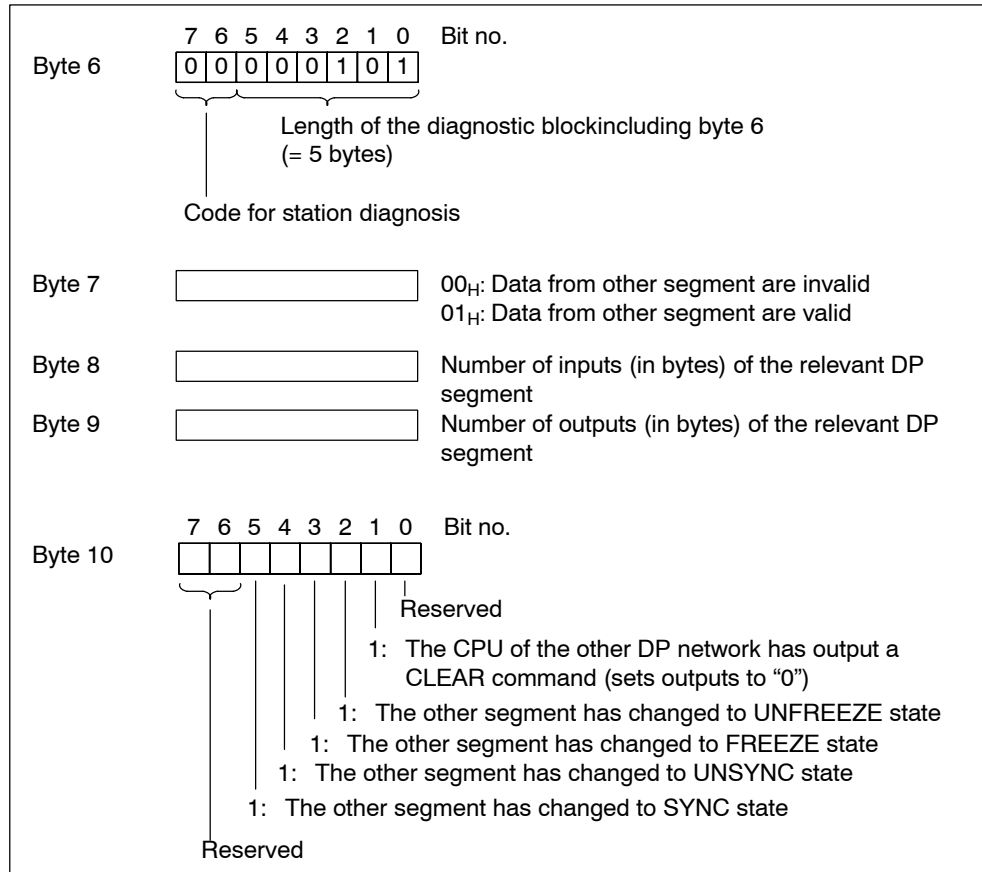 7 6 5 4 3 2 1 0 Bit no.
Byte 6 0 0 0 0 0 1 0 1
Length of the diagnostic blockincluding byte 6
(= 5 bytes)
Code for station diagnosis
Byte 7 00H: Data from other segment are invalid
01H: Data from other segment are valid
Byte 8 Number of inputs (in bytes) of the relevant DP
segment
Byte 9 Number of outputs (in bytes) of the relevant DP
segment
7 6 5 4 3 2 1 0 Bit no.
Byte 10
Reserved
1: The CPU of the other DP network has output a
CLEAR command (sets outputs to “0”)
1: The other segment has changed to UNFREEZE state
1: The other segment has changed to FREEZE state
1: The other segment has changed to UNSYNC state
1: The other segment has changed to SYNC state
Reserved